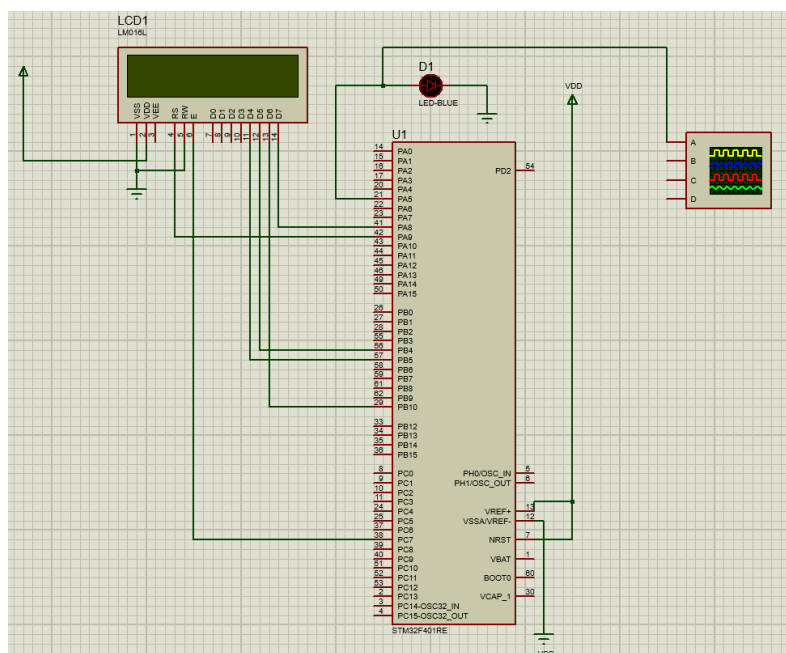 LCD1
LM016L
VSS
VDD
VEE
RS
RW
E
D0
D1
D2
D3
D4
D5
D6
D7
1
2
3
4
5
6
7
8
9
10
11
12
13
14
D1
LED-BLUE
VDD
A
B
C
D
U1
14 PA0
15 PA1
16 PA2
17 PA3
20 PA4
21 PA5
22 PA6
23 PA7
41 PA8
42 PA9
43 PA10
44 PA11
45 PA12
46 PA13
49 PA14
50 PA15
26 PB0
27 PB1
28 PB2
55 PB3
56 PB4
57 PB5
58 PB6
59 PB7
61 PB8
62 PB9
29 PB10
33 PB12
34 PB13
35 PB14
36 PB15
8 PC0
9 PC1
10 PC2
11 PC3
24 PC4
25 PC5
37 PC6
38 PC7
39 PC8
40 PC9
51 PC10
52 PC11
53 PC12
2 PC13
3 PC14-OSC32_IN
4 PC15-OSC32_OUT
PD2 54
PH0/OSC_IN 5
PH1/OSC_OUT 6
VREF+ 13
VSSA/VREF- 12
NRST 7
VBAT 1
BOOT0 60
VCAP_1 30
STM32F401RE